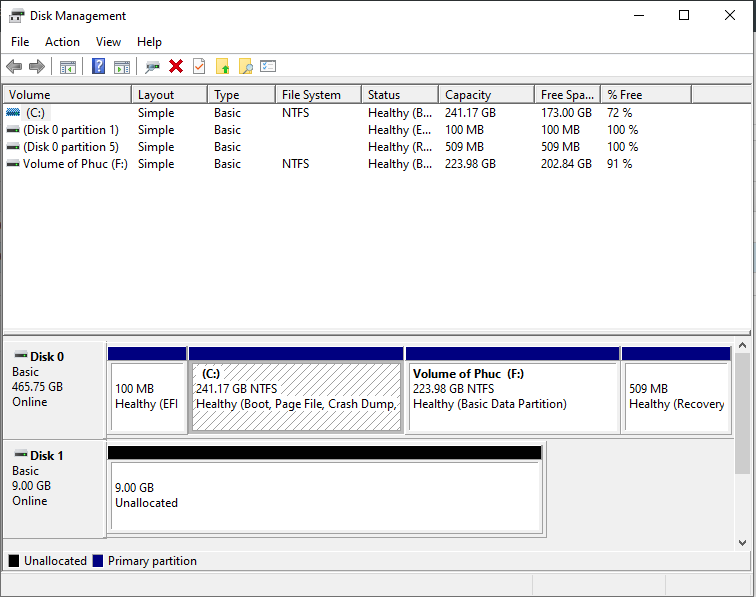 Disk Management
File Action View Help
Volume Layout Type File System Status Capacity Free Spa... % Free
(C:) Simple Basic NTFS Healthy (B... 241.17 GB 173.00 GB 72 %
(Disk 0 partition 1) Simple Basic Healthy (E... 100 MB 100 MB 100 %
(Disk 0 partition 5) Simple Basic Healthy (R... 509 MB 509 MB 100 %
Volume of Phuc (F:) Simple Basic NTFS Healthy (B... 223.98 GB 202.84 GB 91 %
Disk 0
Basic
465.75 GB
Online
100 MB
Healthy (EFI
(C:)
241.17 GB NTFS
Healthy (Boot, Page File, Crash Dump,
Volume of Phuc (F:)
223.98 GB NTFS
Healthy (Basic Data Partition)
509 MB
Healthy (Recovery
Disk 1
Basic
9.00 GB
Online
9.00 GB
Unallocated
Unallocated Primary partition